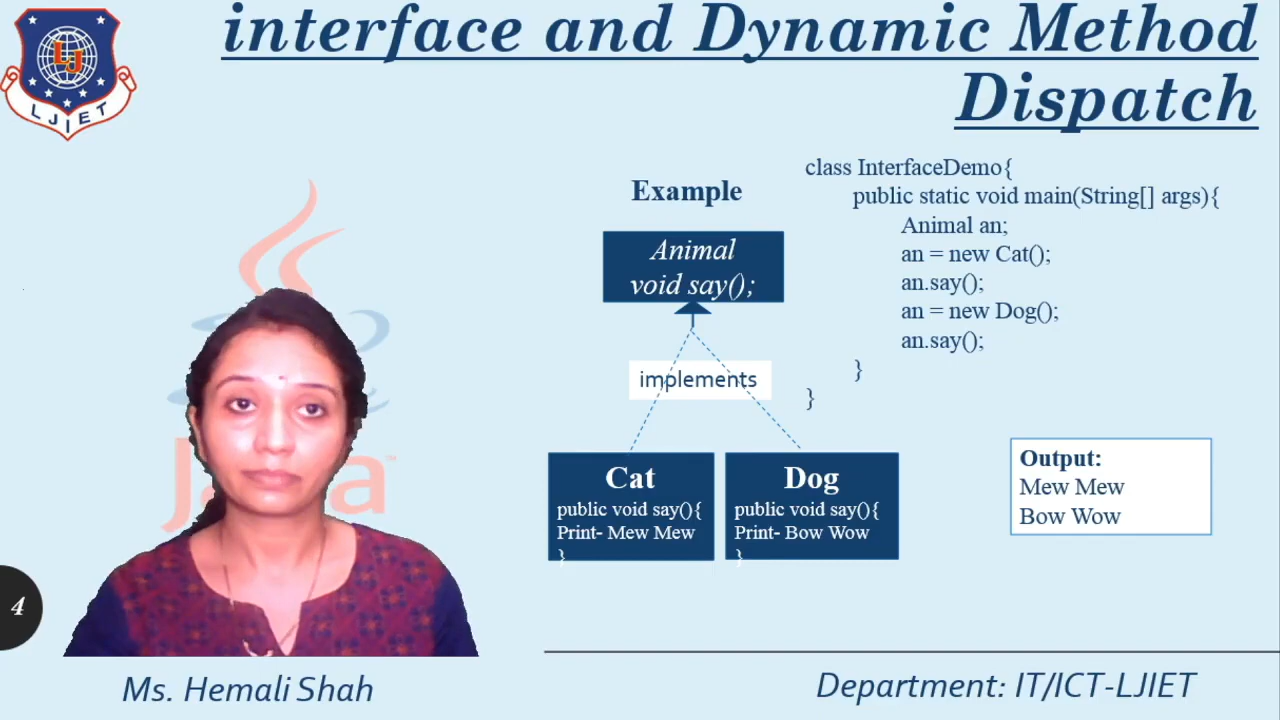 interface and Dynamic Method
Dispatch
LJ
LJIET
Example
Animal
void say();
implements
Cat
public void say(){
Print- Mew Mew
}
Dog
public void say(){
Print- Bow Wow
}
class InterfaceDemo{
public static void main(String[] args){
Animal an;
an = new Cat();
an.say();
an = new Dog();
an.say();
}
}
Output:
Mew Mew
Bow Wow
Java
4
Ms. Hemali Shah
Department: IT/ICT-LJIET